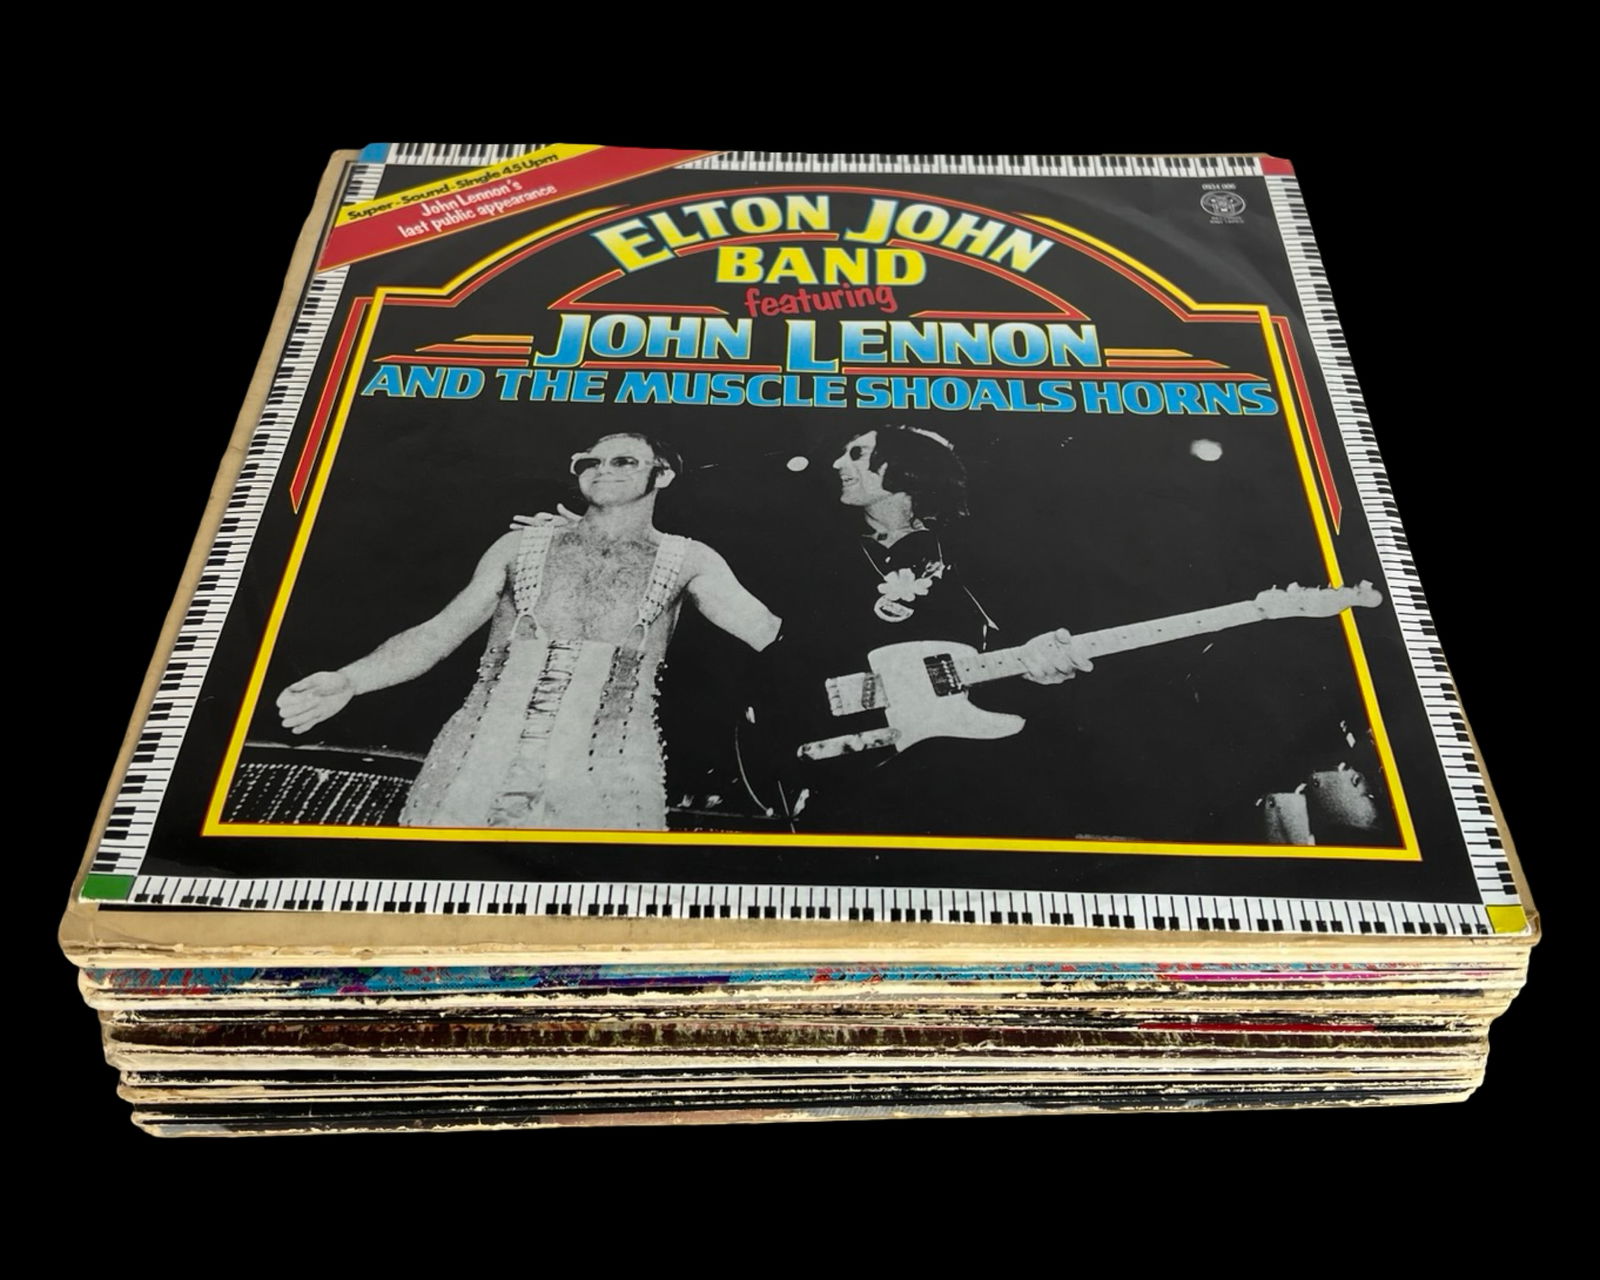 Super-Sound-Single 45 Upm
John Lennon's
last public appearance
ELTON JOHN
BAND
featuring
JOHN LENNON
AND THE MUSCLE SHOALS HORNS